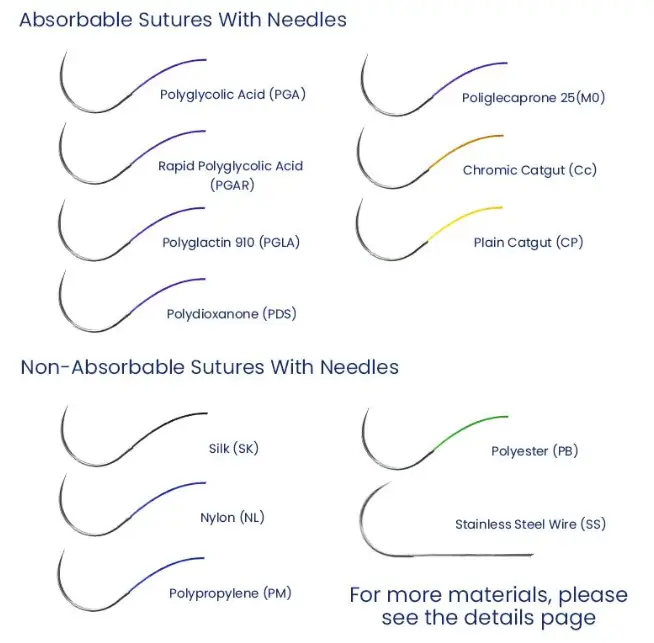 Absorbable Sutures With Needles
Polyglycolic Acid (PGA)
Poliglecaprone 25(M0)
Rapid Polyglycolic Acid
(PGAR)
Chromic Catgut (Cc)
Polyglactin 910 (PGLA)
Plain Catgut (CP)
Polydioxanone (PDS)
Non-Absorbable Sutures With Needles
Silk (SK)
Polyester (PB)
Nylon (NL)
Stainless Steel Wire (SS)
Polypropylene (PM)
For more materials, please
see the details page